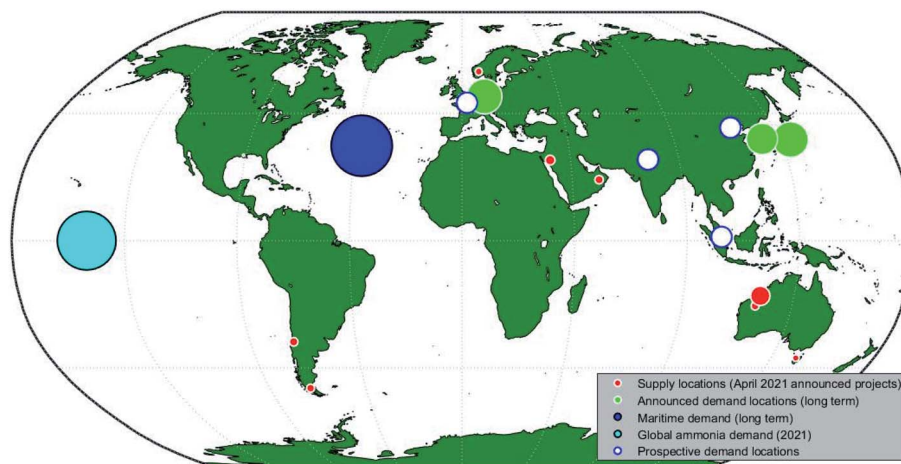 Supply locations (April 2021 announced projects)
Announced demand locations (long term)
Maritime demand (long term)
Global ammonia demand (2021)
Prospective demand locations